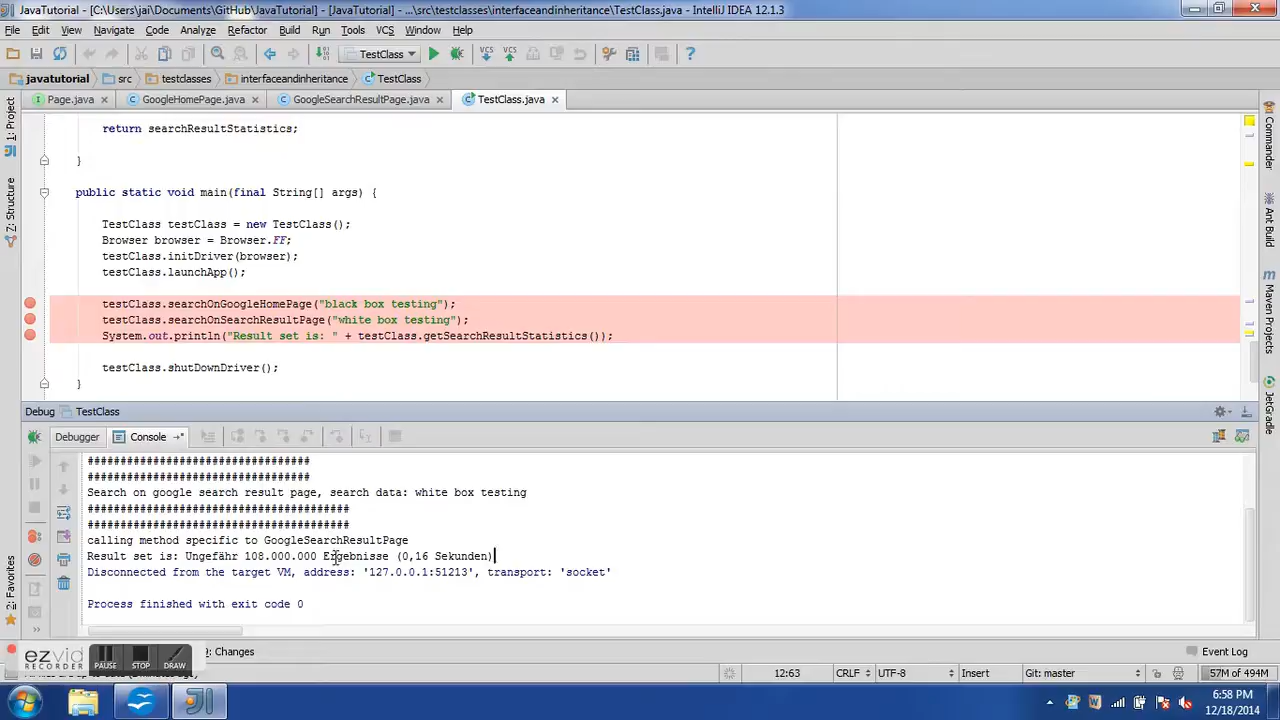 JavaTutorial - [C:\Users\jai\Documents\GitHub\JavaTutorial] - [JavaTutorial] - ...\src\testclasses\interfaceandinheritance\TestClass.java - IntelliJ IDEA 12.1.3
File Edit View Navigate Code Analyze Refactor Build Run Tools VCS Window Help
TestClass
VCS VCS
javatutorial src testclasses interfaceandinheritance TestClass
Page.java GoogleHomePage.java GoogleSearchResultPage.java TestClass.java
1: Project
Z: Structure
2: Favorites
Commander
Ant Build
Maven Projects
JetGradle
return searchResultStatistics;
}
public static void main(final String[] args) {
TestClass testClass = new TestClass();
Browser browser = Browser.FF;
testClass.initDriver(browser);
testClass.launchApp();
testClass.searchOnGoogleHomePage("black box testing");
testClass.searchOnSearchResultPage("white box testing");
System.out.println("Result set is: " + testClass.getSearchResultStatistics());
testClass.shutDownDriver();
}
Debug TestClass
Debugger Console
##################################
##################################
Search on google search result page, search data: white box testing
########################################
########################################
calling method specific to GoogleSearchResultPage
Result set is: Ungefähr 108.000.000 Ergebnisse (0,16 Sekunden)
Disconnected from the target VM, address: '127.0.0.1:51213', transport: 'socket'
Process finished with exit code 0
ezvid
RECORDER
PAUSE STOP DRAW
9: Changes
Event Log
12:63 CRLF UTF-8 Insert Git: master 57M of 494M
6:58 PM
12/18/2014